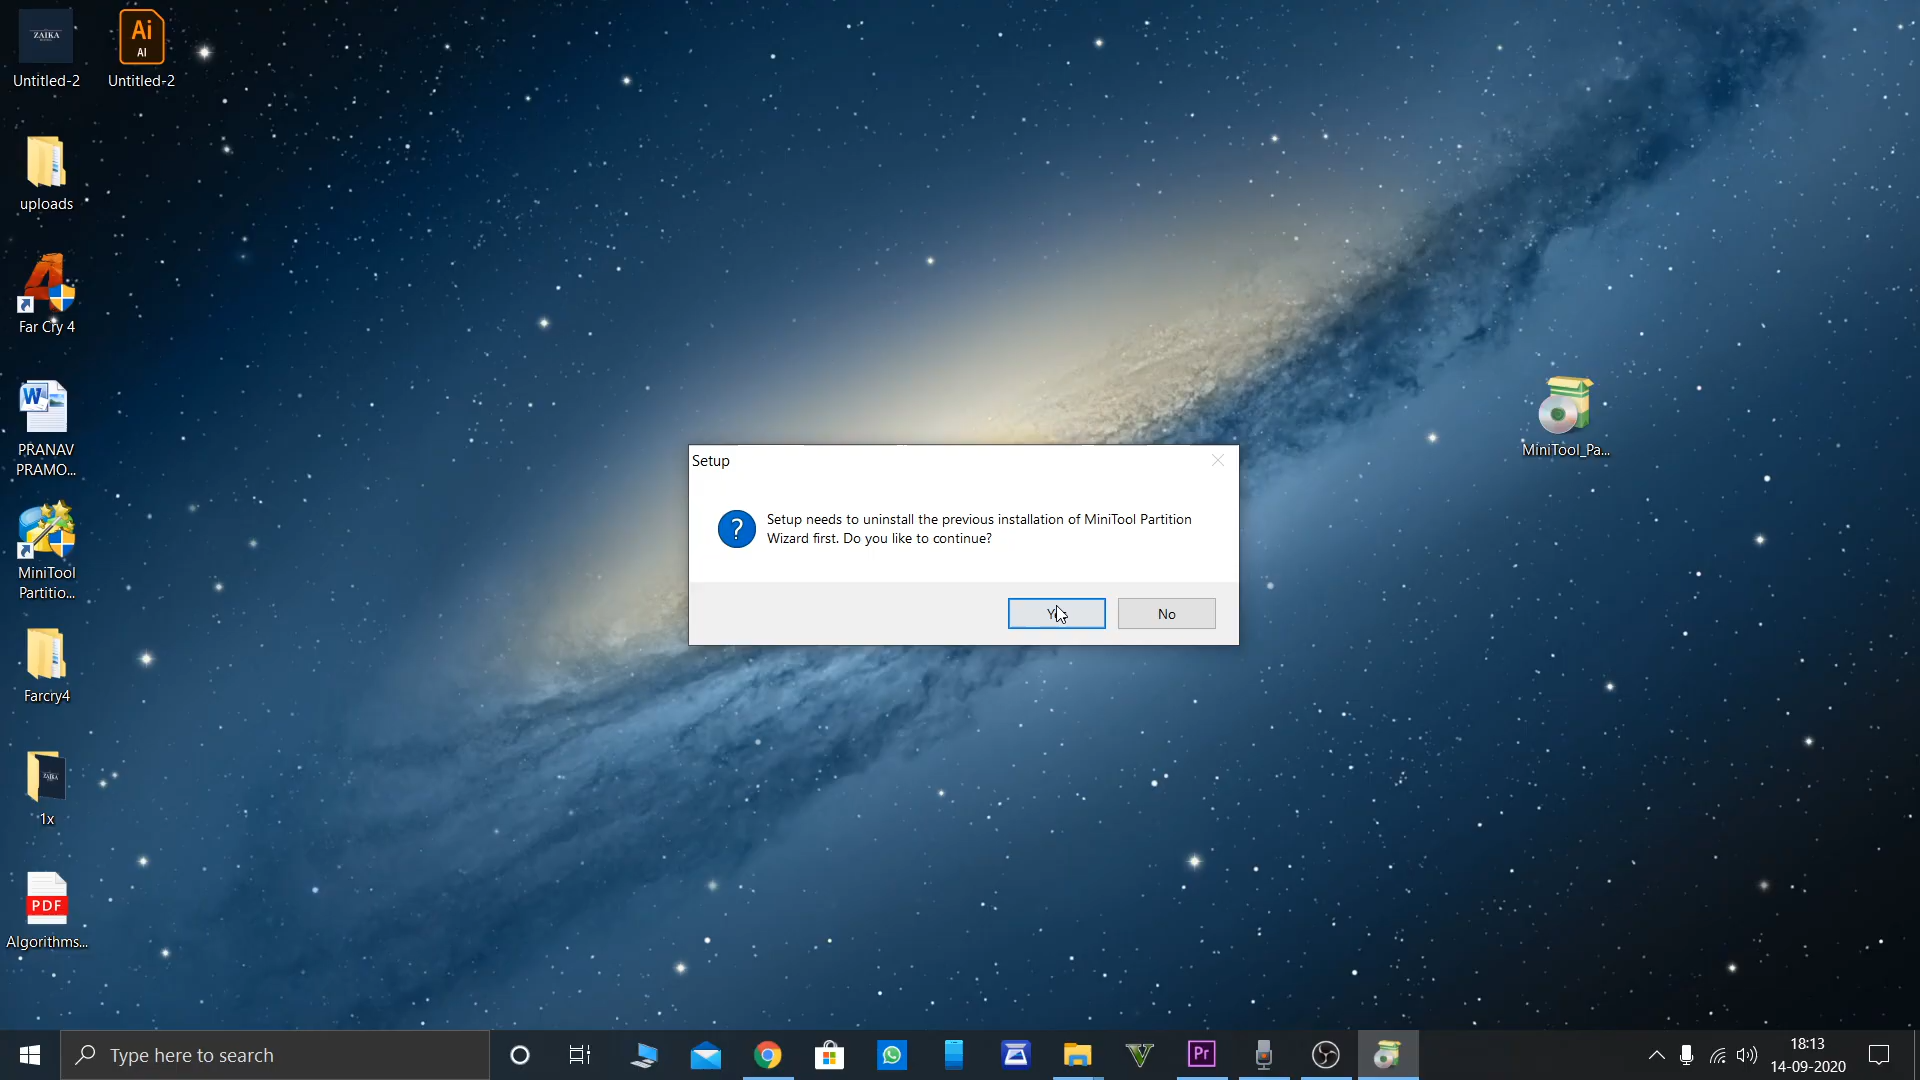 ZAIKA
Ai
AI
Untitled-2
Untitled-2
uploads
Far Cry 4
W
PRANAV
PRAMO...
MiniTool
Partitio...
Farcry4
ZAIKA
1x
PDF
Algorithms...
MiniTool_Pa...
Setup
?
Setup needs to uninstall the previous installation of MiniTool Partition
Wizard first. Do you like to continue?
No
Type here to search
Pr
18:13
14-09-2020